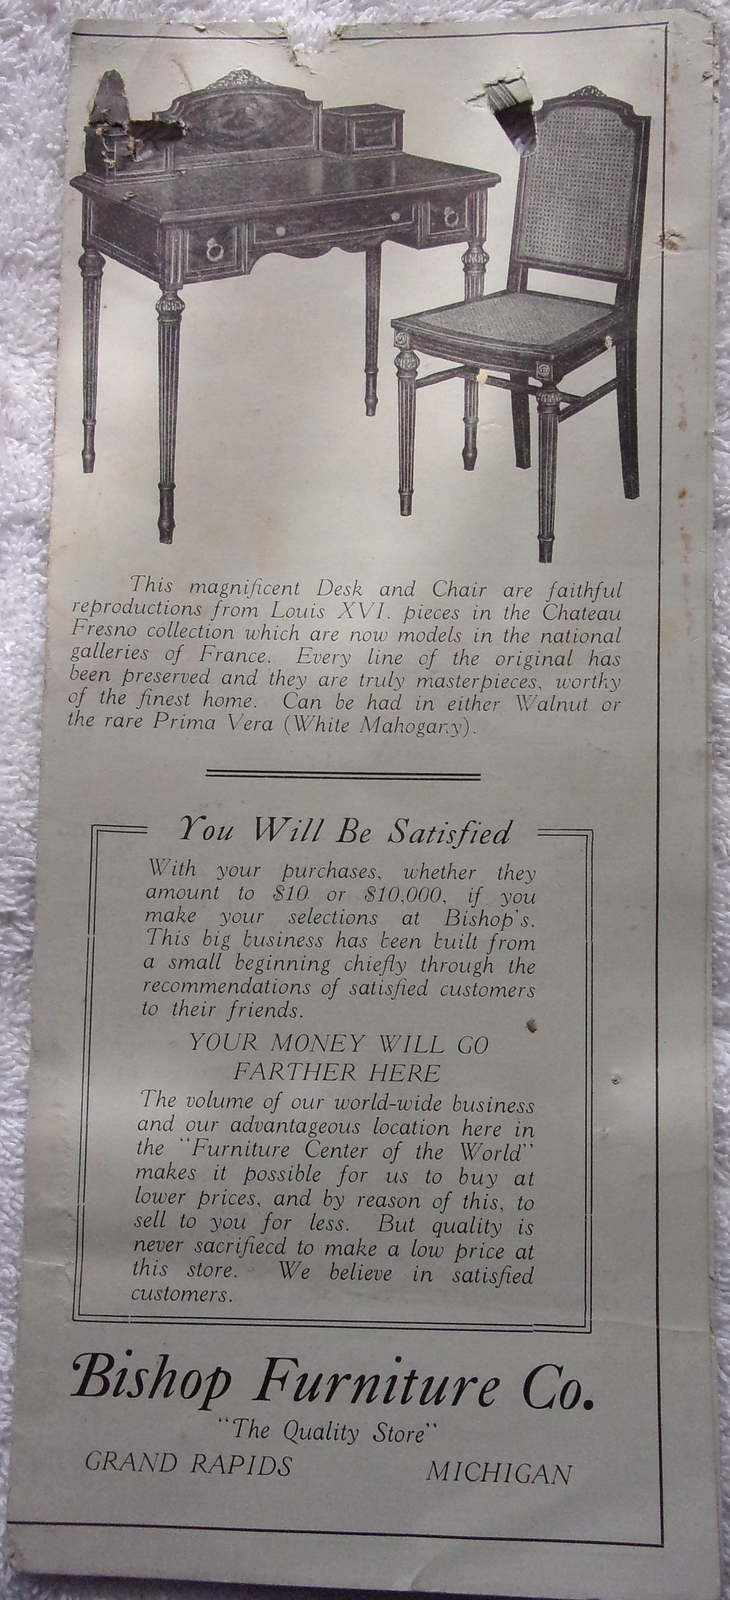 This magnificent Desk and Chair are faithful
reproductions from Louis XVI. pieces in the Chateau
Fresno collection which are now models in the national
galleries of France. Every line of the original has
been preserved and they are truly masterpieces, worthy
of the finest home. Can be had in either Walnut or
the rare Prima Vera (White Mahogany).
You Will Be Satisfied
With your purchases, whether they
amount to $10 or $10,000, if you
make your selections at Bishop's.
This big business has been built from
a small beginning chiefly through the
recommendations of satisfied customers
to their friends.
YOUR MONEY WILL GO
FARTHER HERE
The volume of our world-wide business
and our advantageous location here in
the "Furniture Center of the World"
makes it possible for us to buy at
lower prices, and by reason of this, to
sell to you for less. But quality is
never sacrifiecd to make a low price at
this store. We believe in satisfied
customers.
Bishop Furniture Co.
"The Quality Store"
GRAND RAPIDS MICHIGAN